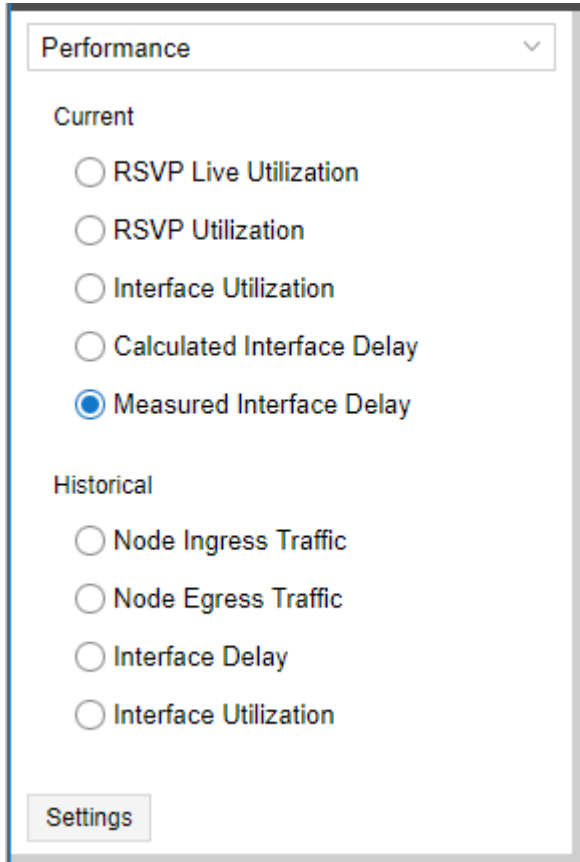 Performance
Current
RSVP Live Utilization
RSVP Utilization
Interface Utilization
Calculated Interface Delay
Measured Interface Delay
Historical
Node Ingress Traffic
Node Egress Traffic
Interface Delay
Interface Utilization
Settings